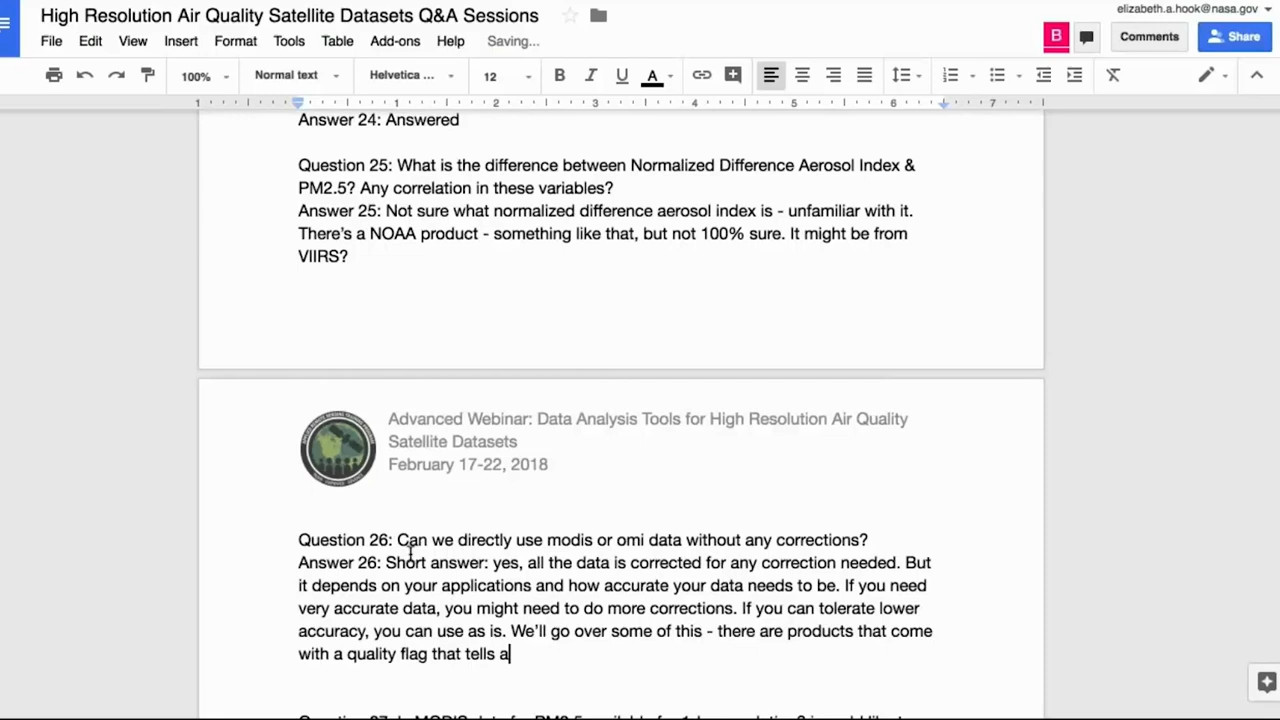 High Resolution Air Quality Satellite Datasets Q&A Sessions
elizabeth.a.hook@nasa.gov
File Edit View Insert Format Tools Table Add-ons Help Saving...
B Comments Share
100% Normal text Helvetica ... 12 B I U A
1 1 2 3 4 5 6 7
Answer 24: Answered
Question 25: What is the difference between Normalized Difference Aerosol Index &
PM2.5? Any correlation in these variables?
Answer 25: Not sure what normalized difference aerosol index is - unfamiliar with it.
There's a NOAA product - something like that, but not 100% sure. It might be from
VIIRS?
Advanced Webinar: Data Analysis Tools for High Resolution Air Quality
Satellite Datasets
February 17-22, 2018
Question 26: Can we directly use modis or omi data without any corrections?
Answer 26: Short answer: yes, all the data is corrected for any correction needed. But
it depends on your applications and how accurate your data needs to be. If you need
very accurate data, you might need to do more corrections. If you can tolerate lower
accuracy, you can use as is. We'll go over some of this - there are products that come
with a quality flag that tells a